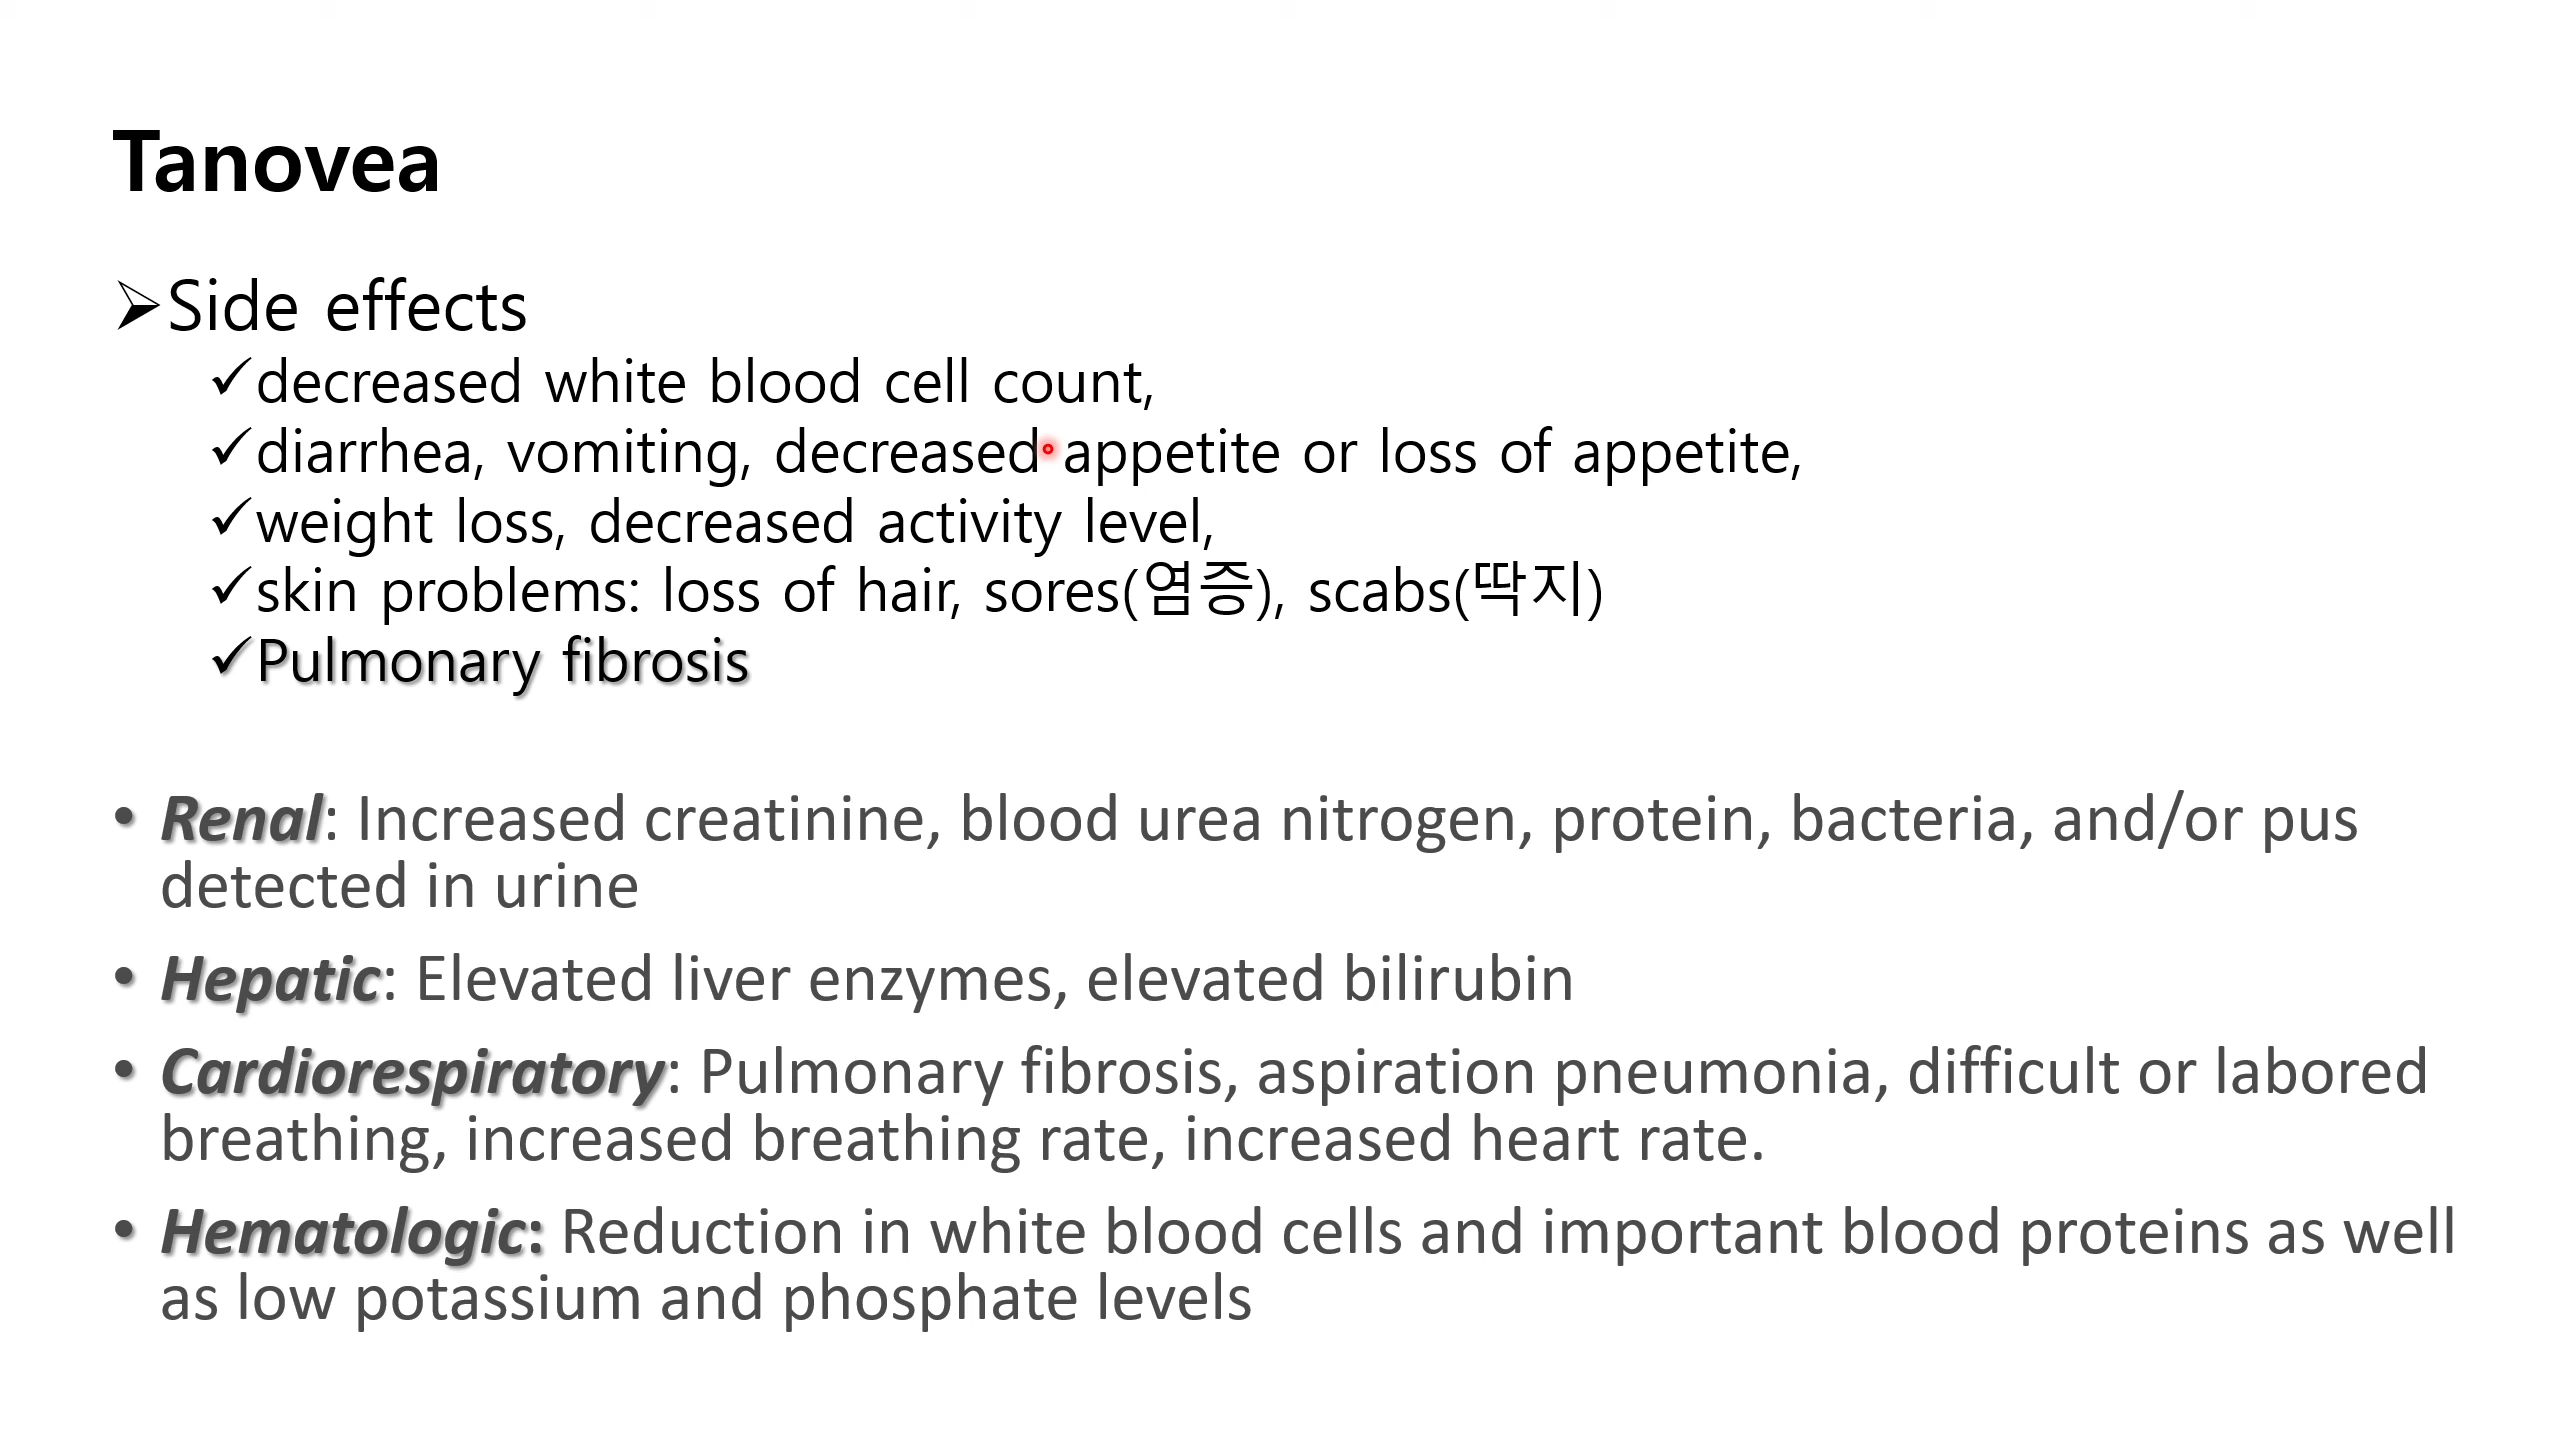 Tanovea
➢Side effects
✓decreased white blood cell count,
✓diarrhea, vomiting, decreased appetite or loss of appetite,
✓weight loss, decreased activity level,
✓skin problems: loss of hair, sores(염증), scabs(딱지)
✓Pulmonary fibrosis
• Renal: Increased creatinine, blood urea nitrogen, protein, bacteria, and/or pus
detected in urine
• Hepatic: Elevated liver enzymes, elevated bilirubin
• Cardiorespiratory: Pulmonary fibrosis, aspiration pneumonia, difficult or labored
breathing, increased breathing rate, increased heart rate.
• Hematologic: Reduction in white blood cells and important blood proteins as well
as low potassium and phosphate levels